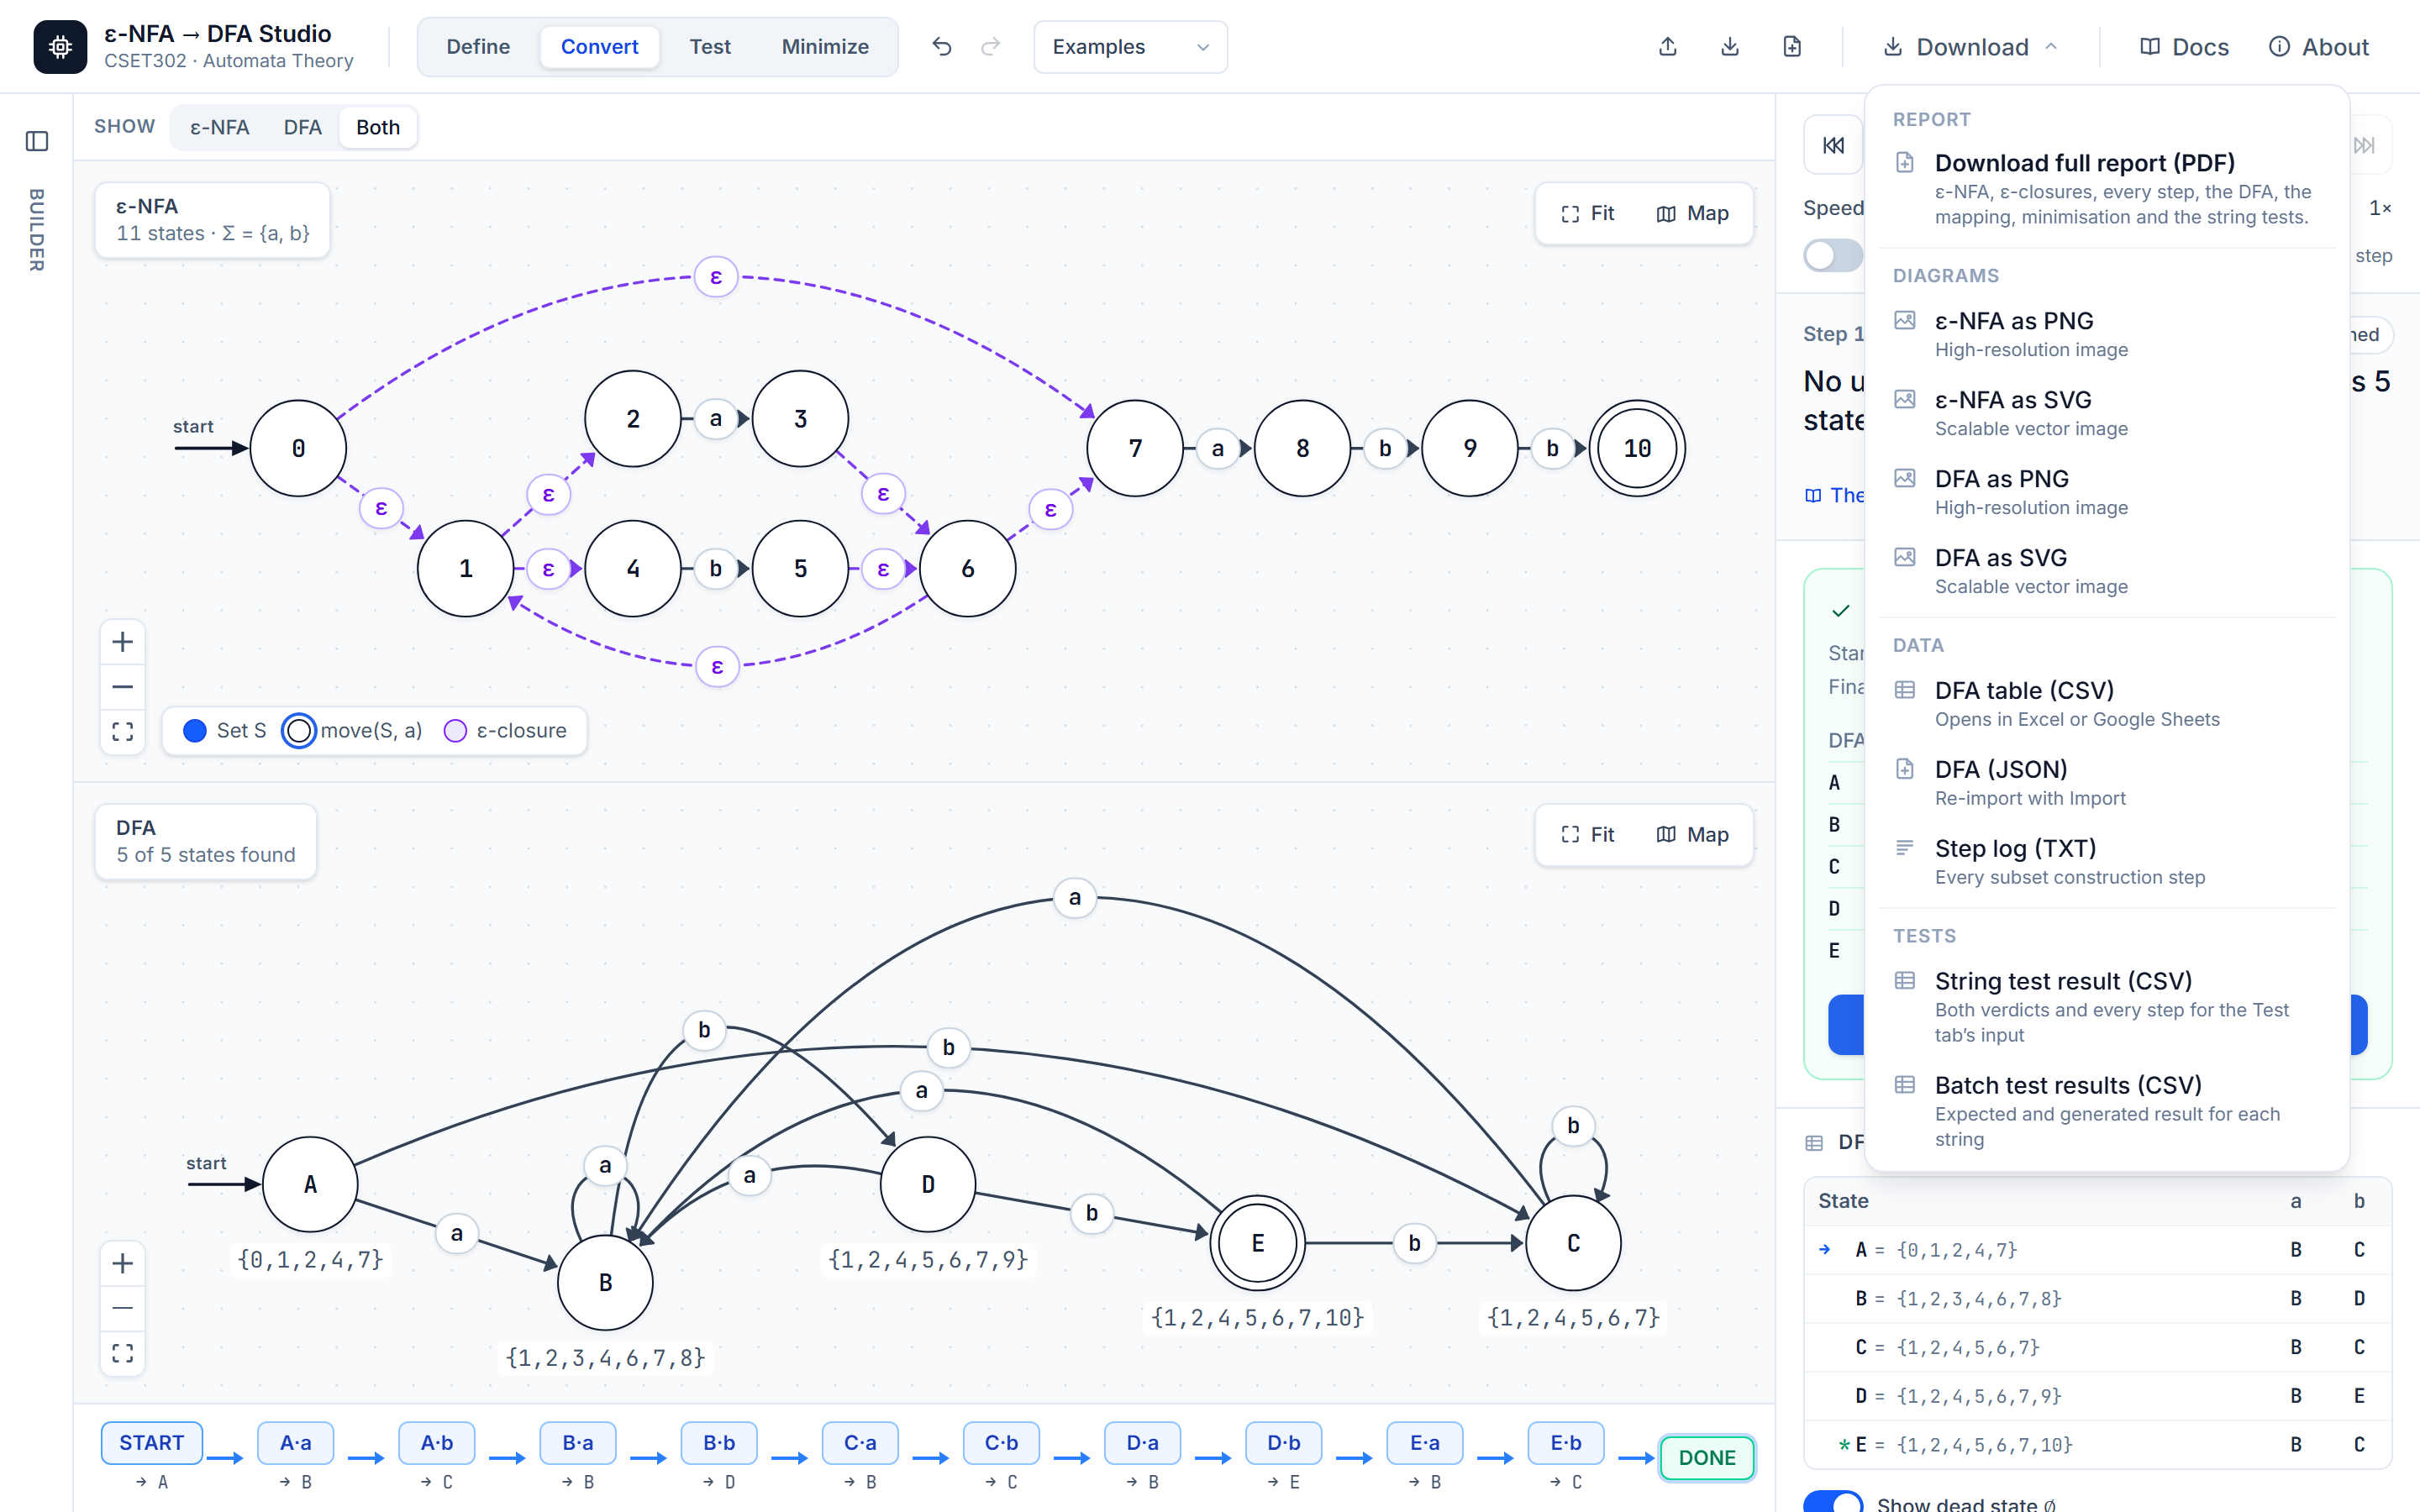 ε-NFA → DFA Studio
CSET302 · Automata Theory
Define
Convert
Test
Minimize
Examples
Download
Docs
About
BUILDER
SHOW
ε-NFA
DFA
Both
ε-NFA
11 states · Σ = {a, b}
Fit
Map
ε
start
0
2
a
3
7
a
8
b
9
b
10
ε
ε
ε
ε
1
ε
4
b
5
ε
6
ε
Set S
move(S, a)
ε-closure
DFA
5 of 5 states found
Fit
Map
a
b
b
a
b
start
A
a
a
D
b
a
B
E
b
C
{0,1,2,4,7}
{1,2,4,5,6,7,9}
{1,2,4,5,6,7,10}
{1,2,4,5,6,7}
{1,2,3,4,6,7,8}
START
A·a
A·b
B·a
B·b
C·a
C·b
D·a
D·b
E·a
E·b
DONE
→ A
→ B
→ C
→ B
→ D
→ B
→ C
→ B
→ E
→ B
→ C
REPORT
Download full report (PDF)
ε-NFA, ε-closures, every step, the DFA, the
mapping, minimisation and the string tests.
DIAGRAMS
ε-NFA as PNG
High-resolution image
ε-NFA as SVG
Scalable vector image
DFA as PNG
High-resolution image
DFA as SVG
Scalable vector image
DATA
DFA table (CSV)
Opens in Excel or Google Sheets
DFA (JSON)
Re-import with Import
Step log (TXT)
Every subset construction step
TESTS
String test result (CSV)
Both verdicts and every step for the Test
tab's input
Batch test results (CSV)
Expected and generated result for each
string
Speed
1×
step
Step 1
No
5
A
B
C
D
E
State a b
→ A = {0,1,2,4,7} B C
B = {1,2,3,4,6,7,8} B D
C = {1,2,4,5,6,7} B C
D = {1,2,4,5,6,7,9} B E
* E = {1,2,4,5,6,7,10} B C
Show dead state ∅